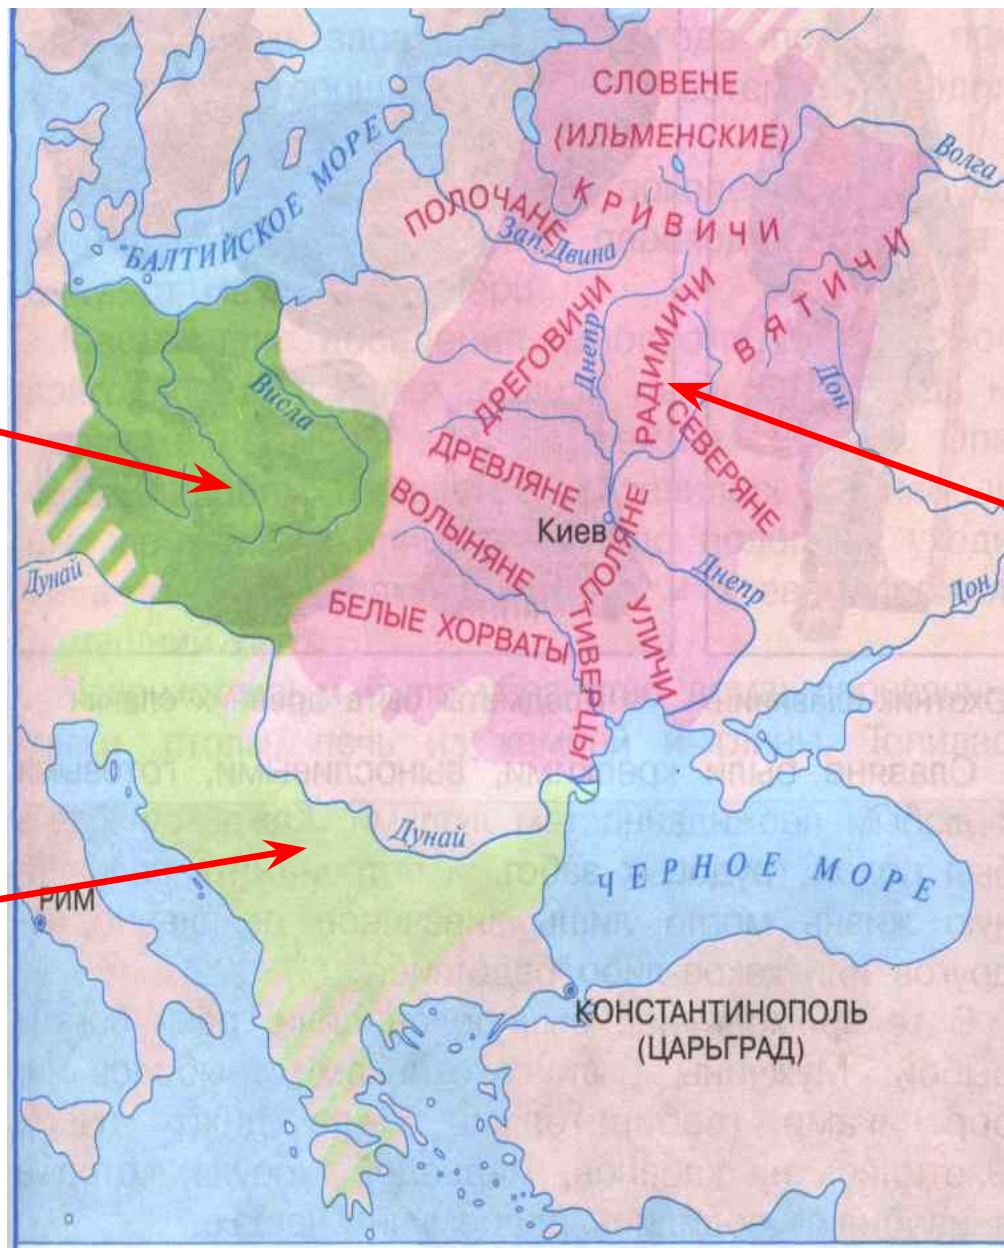 СЛОВЕНЕ
(ИЛЬМЕНСКИЕ)
Волга
БАЛТИЙСКОЕ МОРЕ
ПОЛОЧАНЕ
КРИВИЧИ
Зап. Двина
ВЯТИЧИ
ДРЕГОВИЧИ
Днепр
РАДИМИЧИ
Дон
Висла
СЕВЕРЯНЕ
ДРЕВЛЯНЕ
ВОЛЫНЯНЕ
Киев
ПОЛЯНЕ
Дунай
Днепр
Дон
БЕЛЫЕ ХОРВАТЫ
ТИВЕРЦЫ
УЛИЧИ
Дунай
ЧЕРНОЕ МОРЕ
РИМ
КОНСТАНТИНОПОЛЬ
(ЦАРЬГРАД)